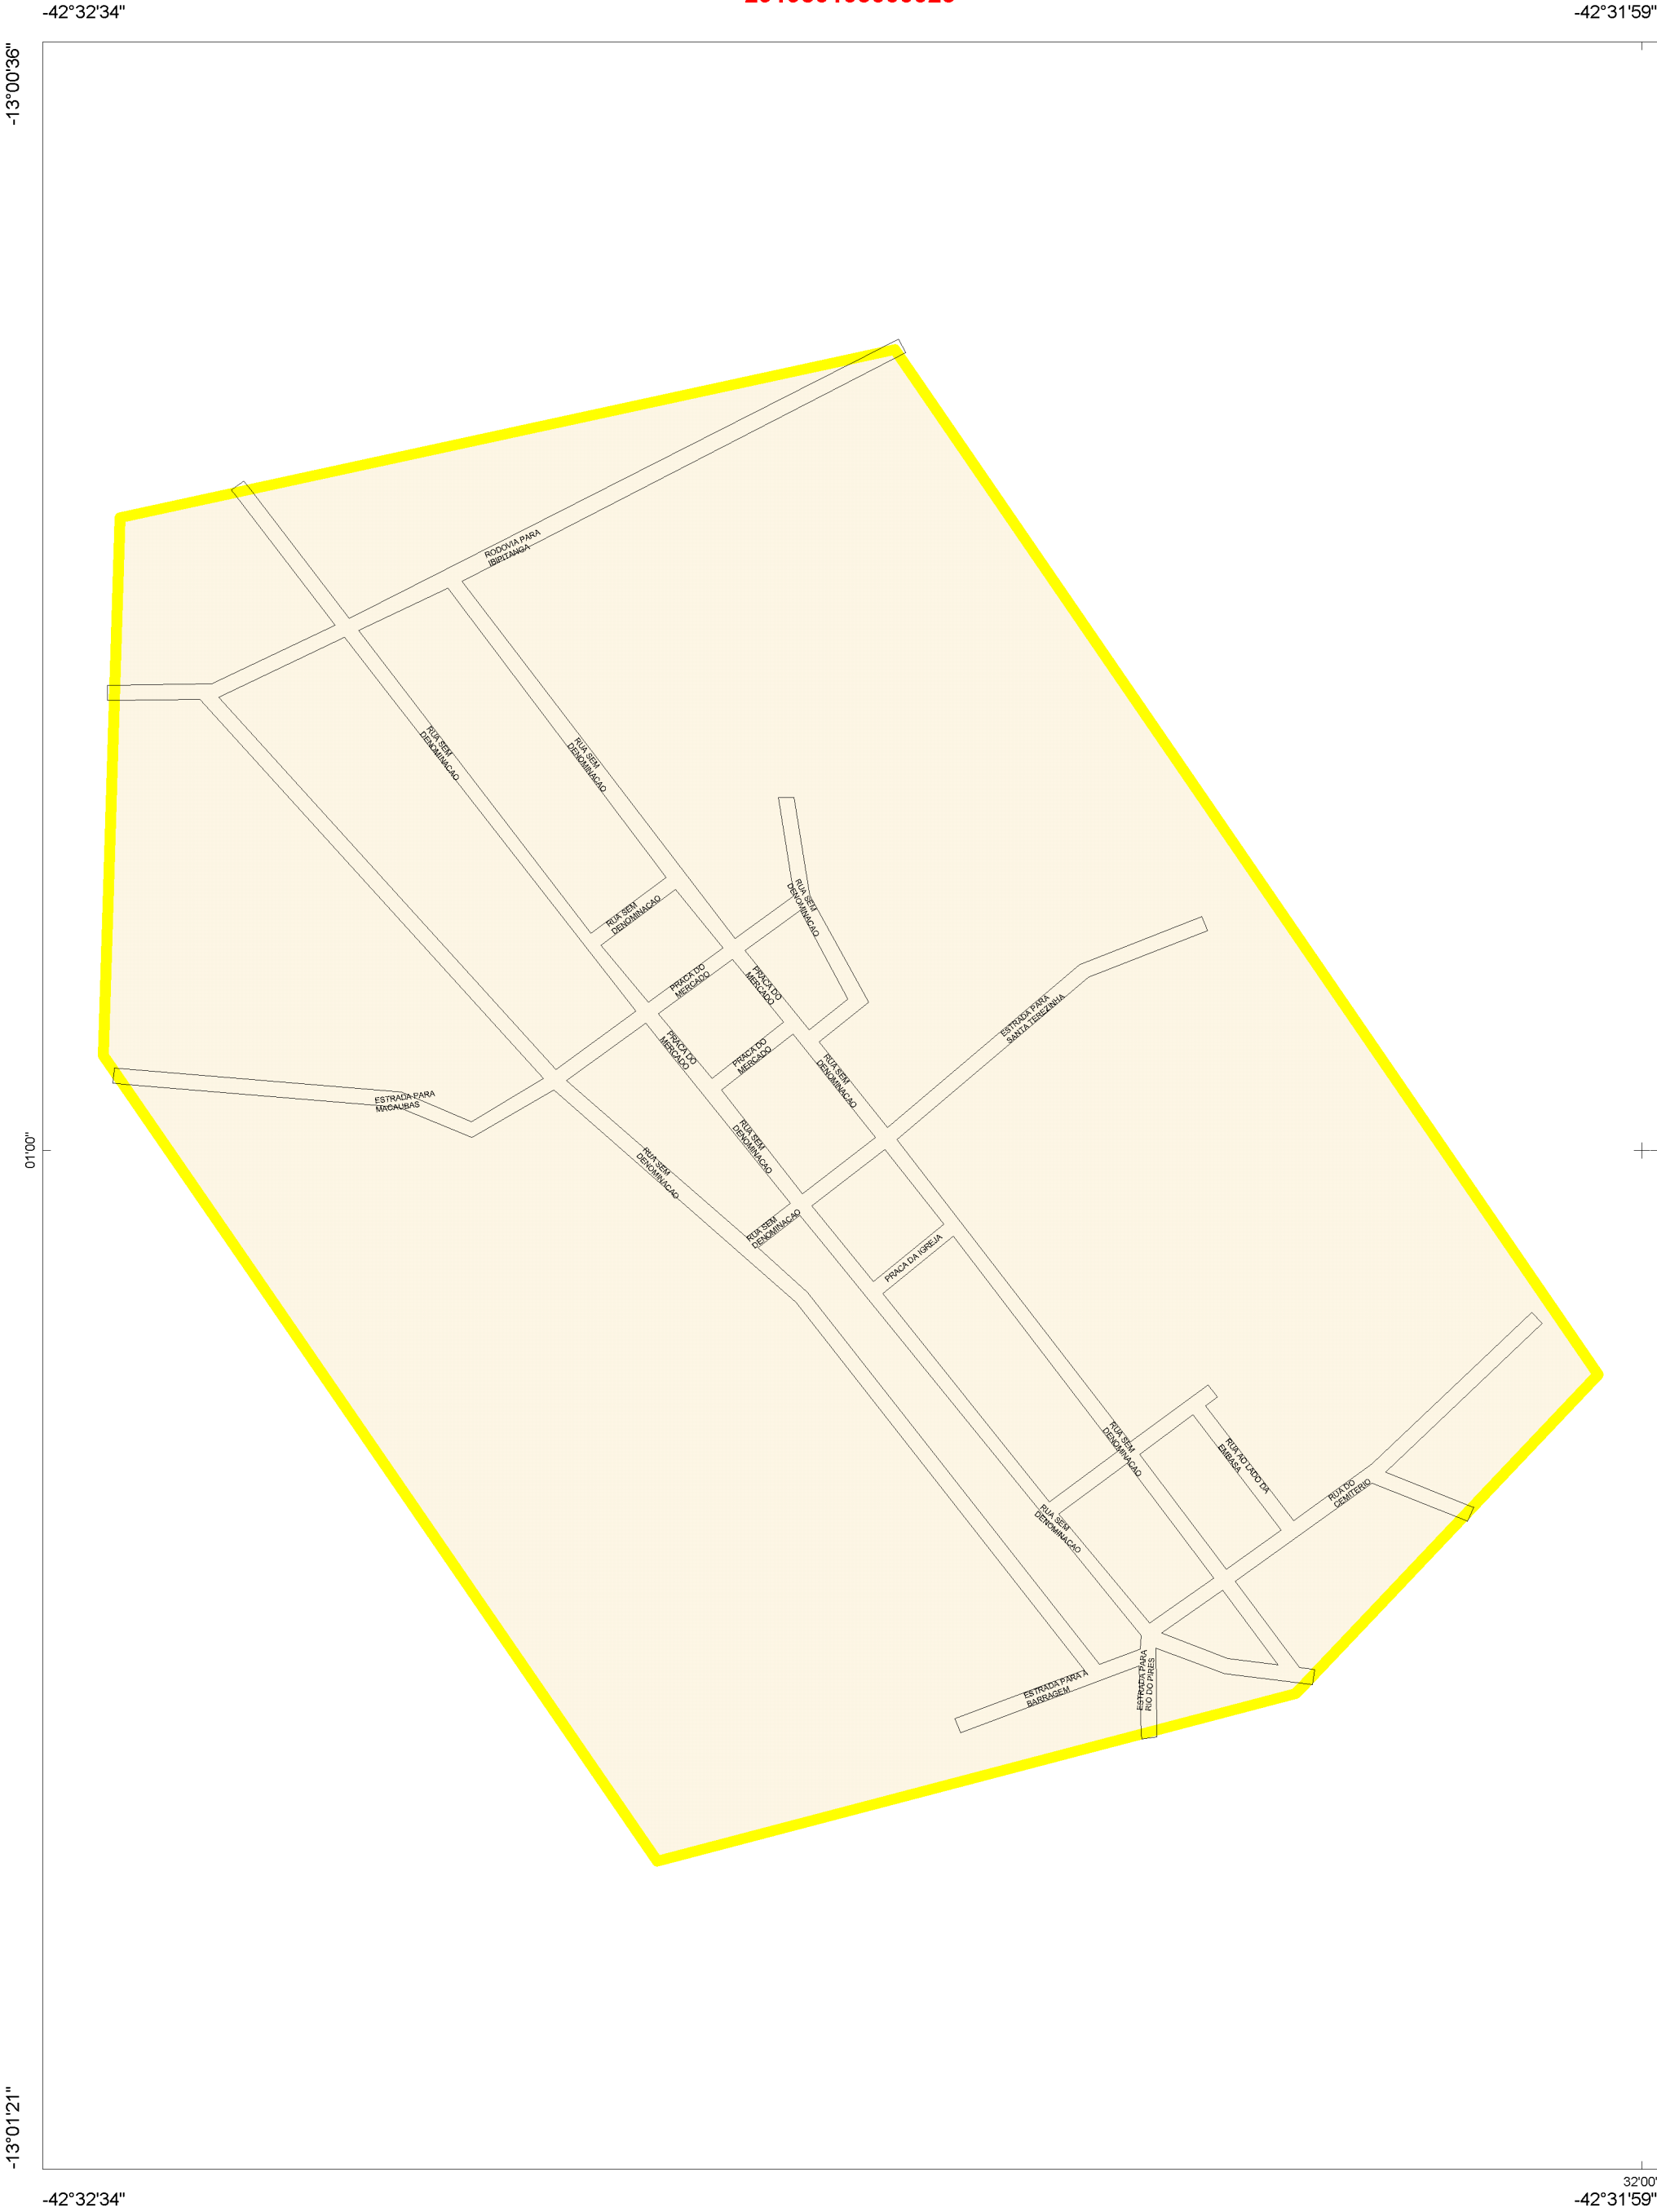 -42°32'34"
-42°31'59"
-13°00'36"
RODOVIA PARA
IBIPITANGA
RUA SEM
DENOMINACAO
RUA SEM
DENOMINACAO
RUA SEM
DENOMINACAO
RUA SEM
DENOMINACAO
PRACA DO
MERCADO
PRACA DO
MERCADO
ESTRADA PARA
SANTA TEREZINHA
PRACA DO
MERCADO
PRACA DO
MERCADO
RUA SEM
DENOMINACAO
ESTRADA PARA
MACAUBAS
RUA SEM
DENOMINACAO
RUA SEM
DENOMINACAO
01'00"
RUA SEM
DENOMINACAO
PRACA DA IGREJA
RUA SEM
DENOMINACAO
RUA AO LADO DA
EMBASA
RUA DO
CEMITERIO
RUA SEM
DENOMINACAO
ESTRADA PARA A
BARRAGEM
ESTRADA PARA
RIO DO PIRES
-13°01'21"
32'00"
-42°32'34"
-42°31'59"